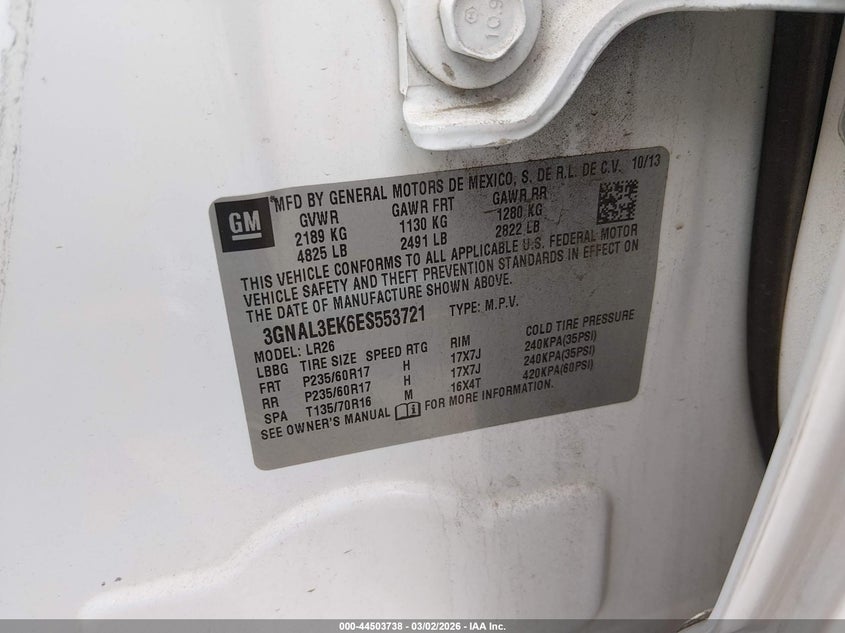 10.9
GM
MFD BY GENERAL MOTORS DE MEXICO, S. DE R.L. DE C.V. 10/13
GVWR GAWR FRT GAWR RR
2189 KG 1130 KG 1280 KG
4825 LB 2491 LB 2822 LB
THIS VEHICLE CONFORMS TO ALL APPLICABLE U.S. FEDERAL MOTOR
VEHICLE SAFETY AND THEFT PREVENTION STANDARDS IN EFFECT ON
THE DATE OF MANUFACTURE SHOWN ABOVE.
3GNAL3EK6ES553721 TYPE: M.P.V.
MODEL: LR26
LBBG TIRE SIZE SPEED RTG RIM COLD TIRE PRESSURE
FRT P235/60R17 H 17X7J 240KPA(35PSI)
RR P235/60R17 H 17X7J 240KPA(35PSI)
SPA T135/70R16 M 16X4T 420KPA(60PSI)
SEE OWNER'S MANUAL FOR MORE INFORMATION.
000-44503738 - 03/02/2026 - IAA Inc.